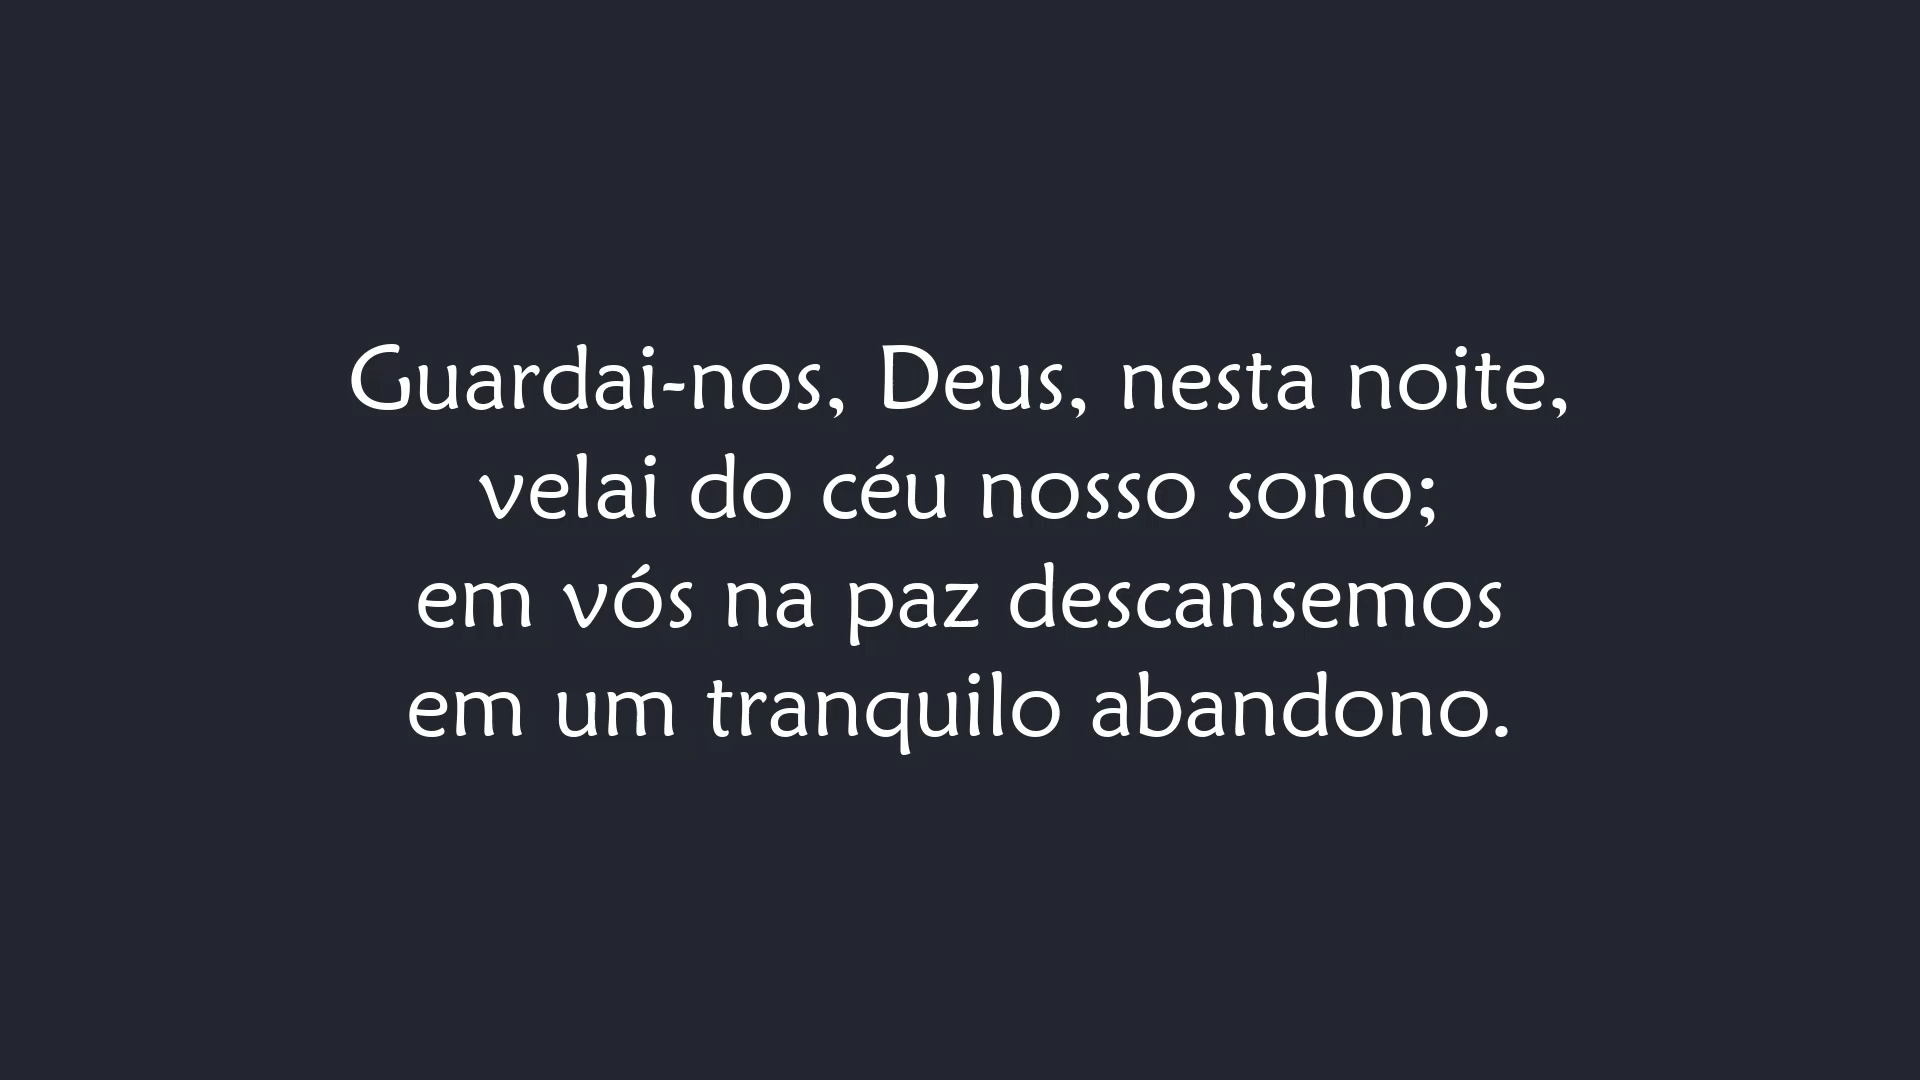 Guardai-nos, Deus, nesta noite,
velai do céu nosso sono;
em vós na paz descansemos
em um tranquilo abandono.